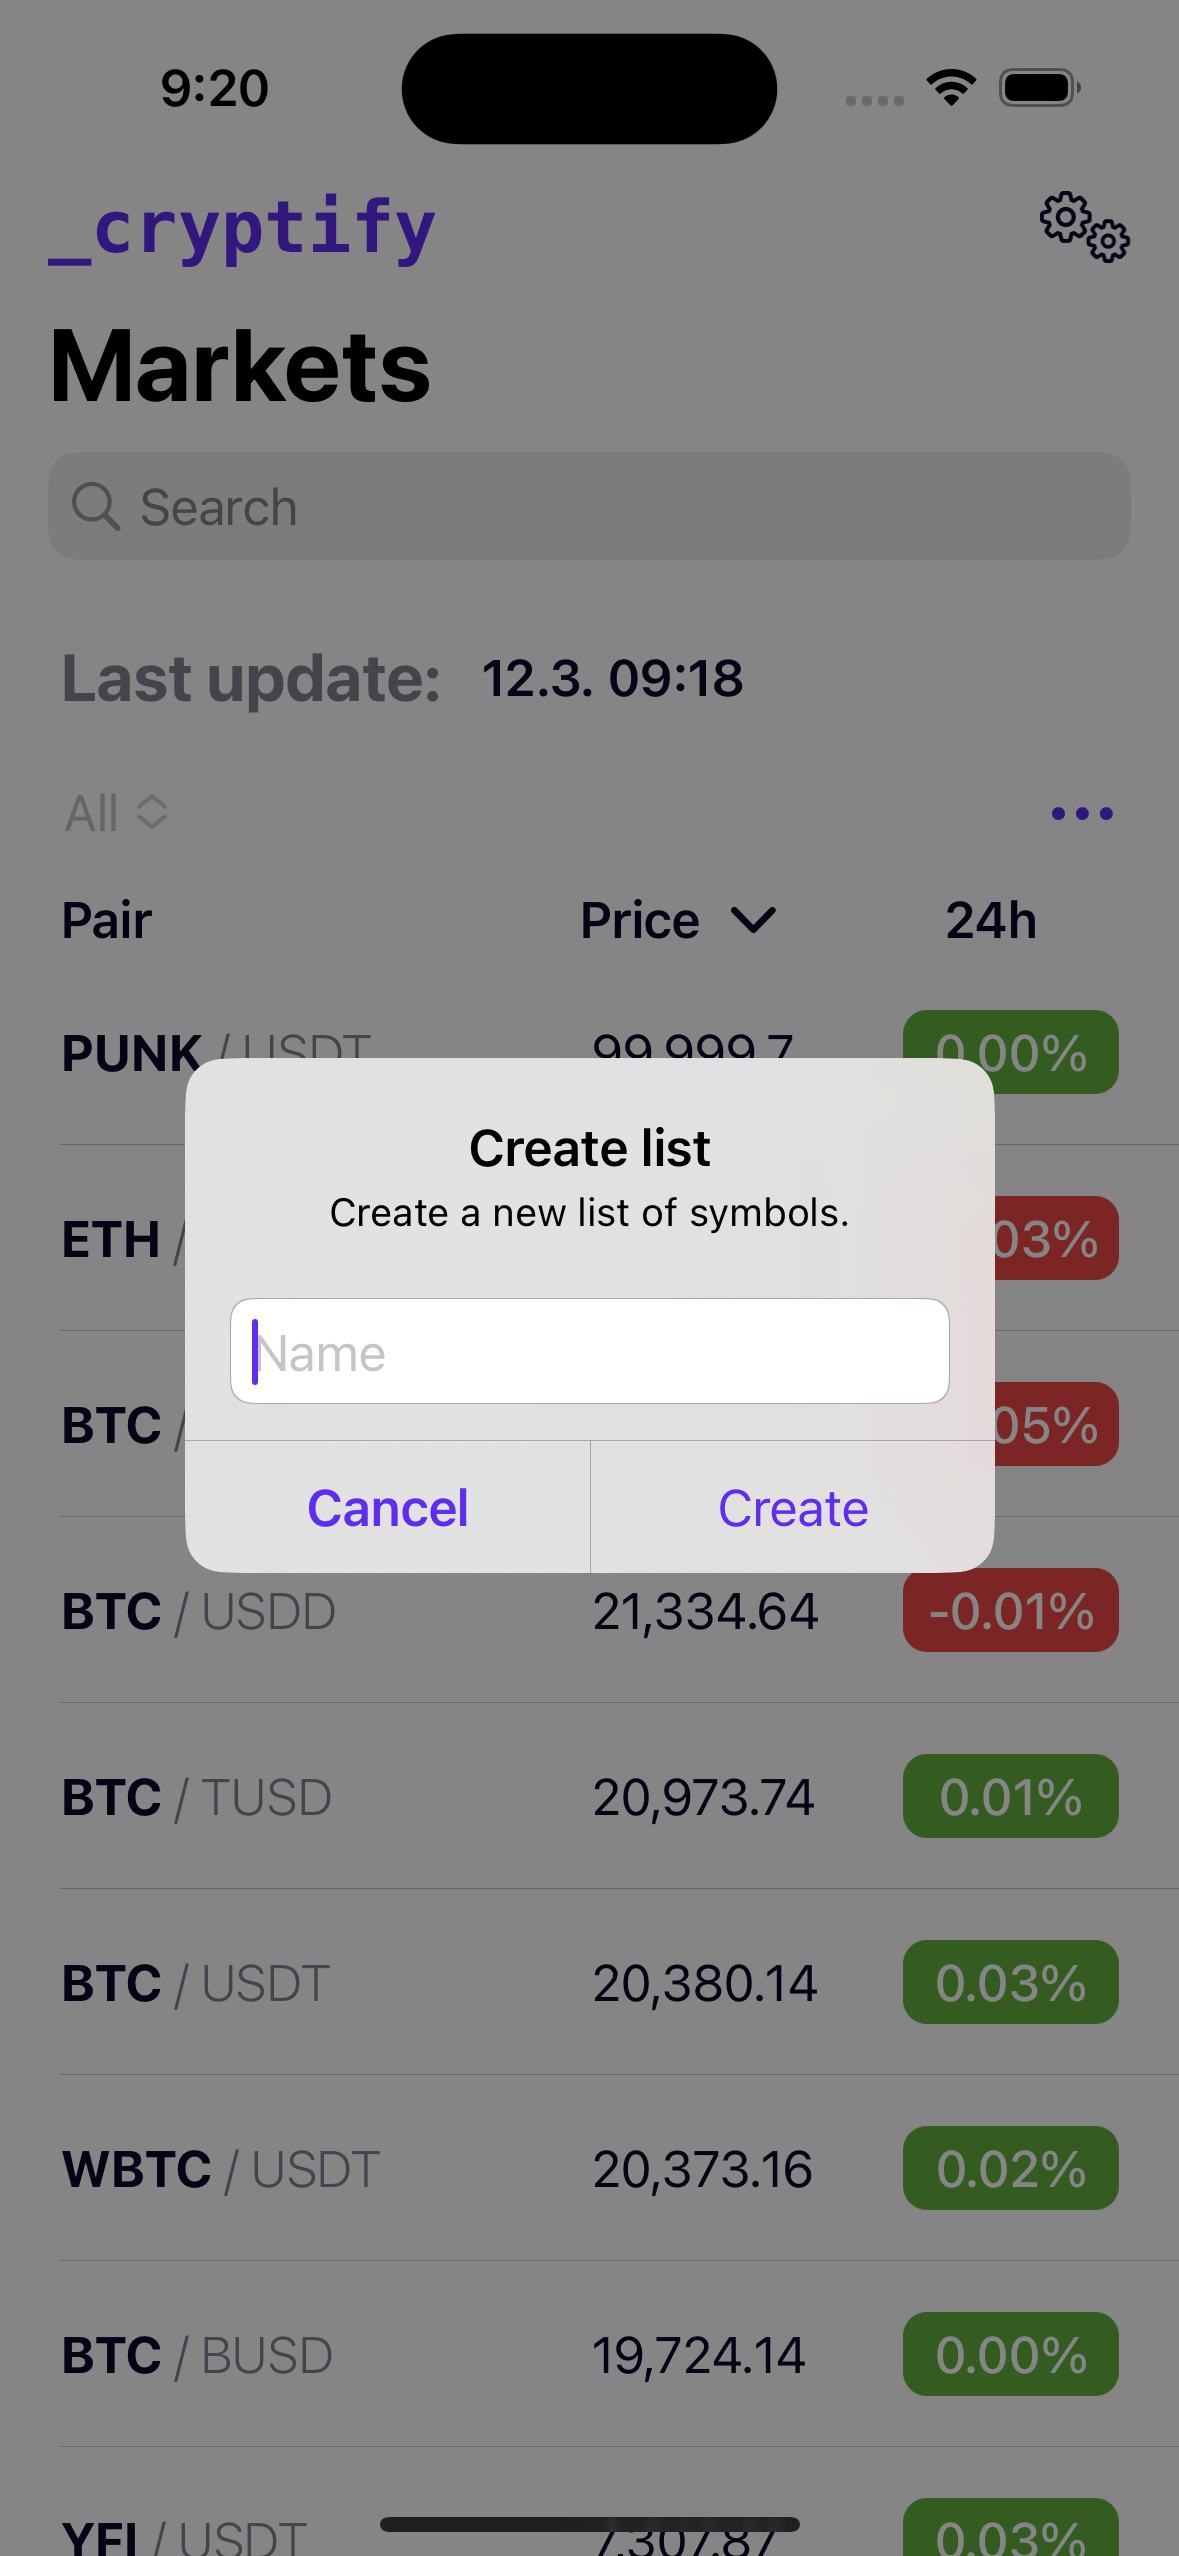 9:20
_cryptify
Markets
Search
Last update: 12.3. 09:18
All
Pair Price 24h
PUNK / USDT 99,999.7 0.00%
Create list
Create a new list of symbols.
ETH / 03%
Name
BTC / 05%
Cancel Create
BTC / USDD 21,334.64 -0.01%
BTC / TUSD 20,973.74 0.01%
BTC / USDT 20,380.14 0.03%
WBTC / USDT 20,373.16 0.02%
BTC / BUSD 19,724.14 0.00%
YFI / USDT 7,307.87 0.03%